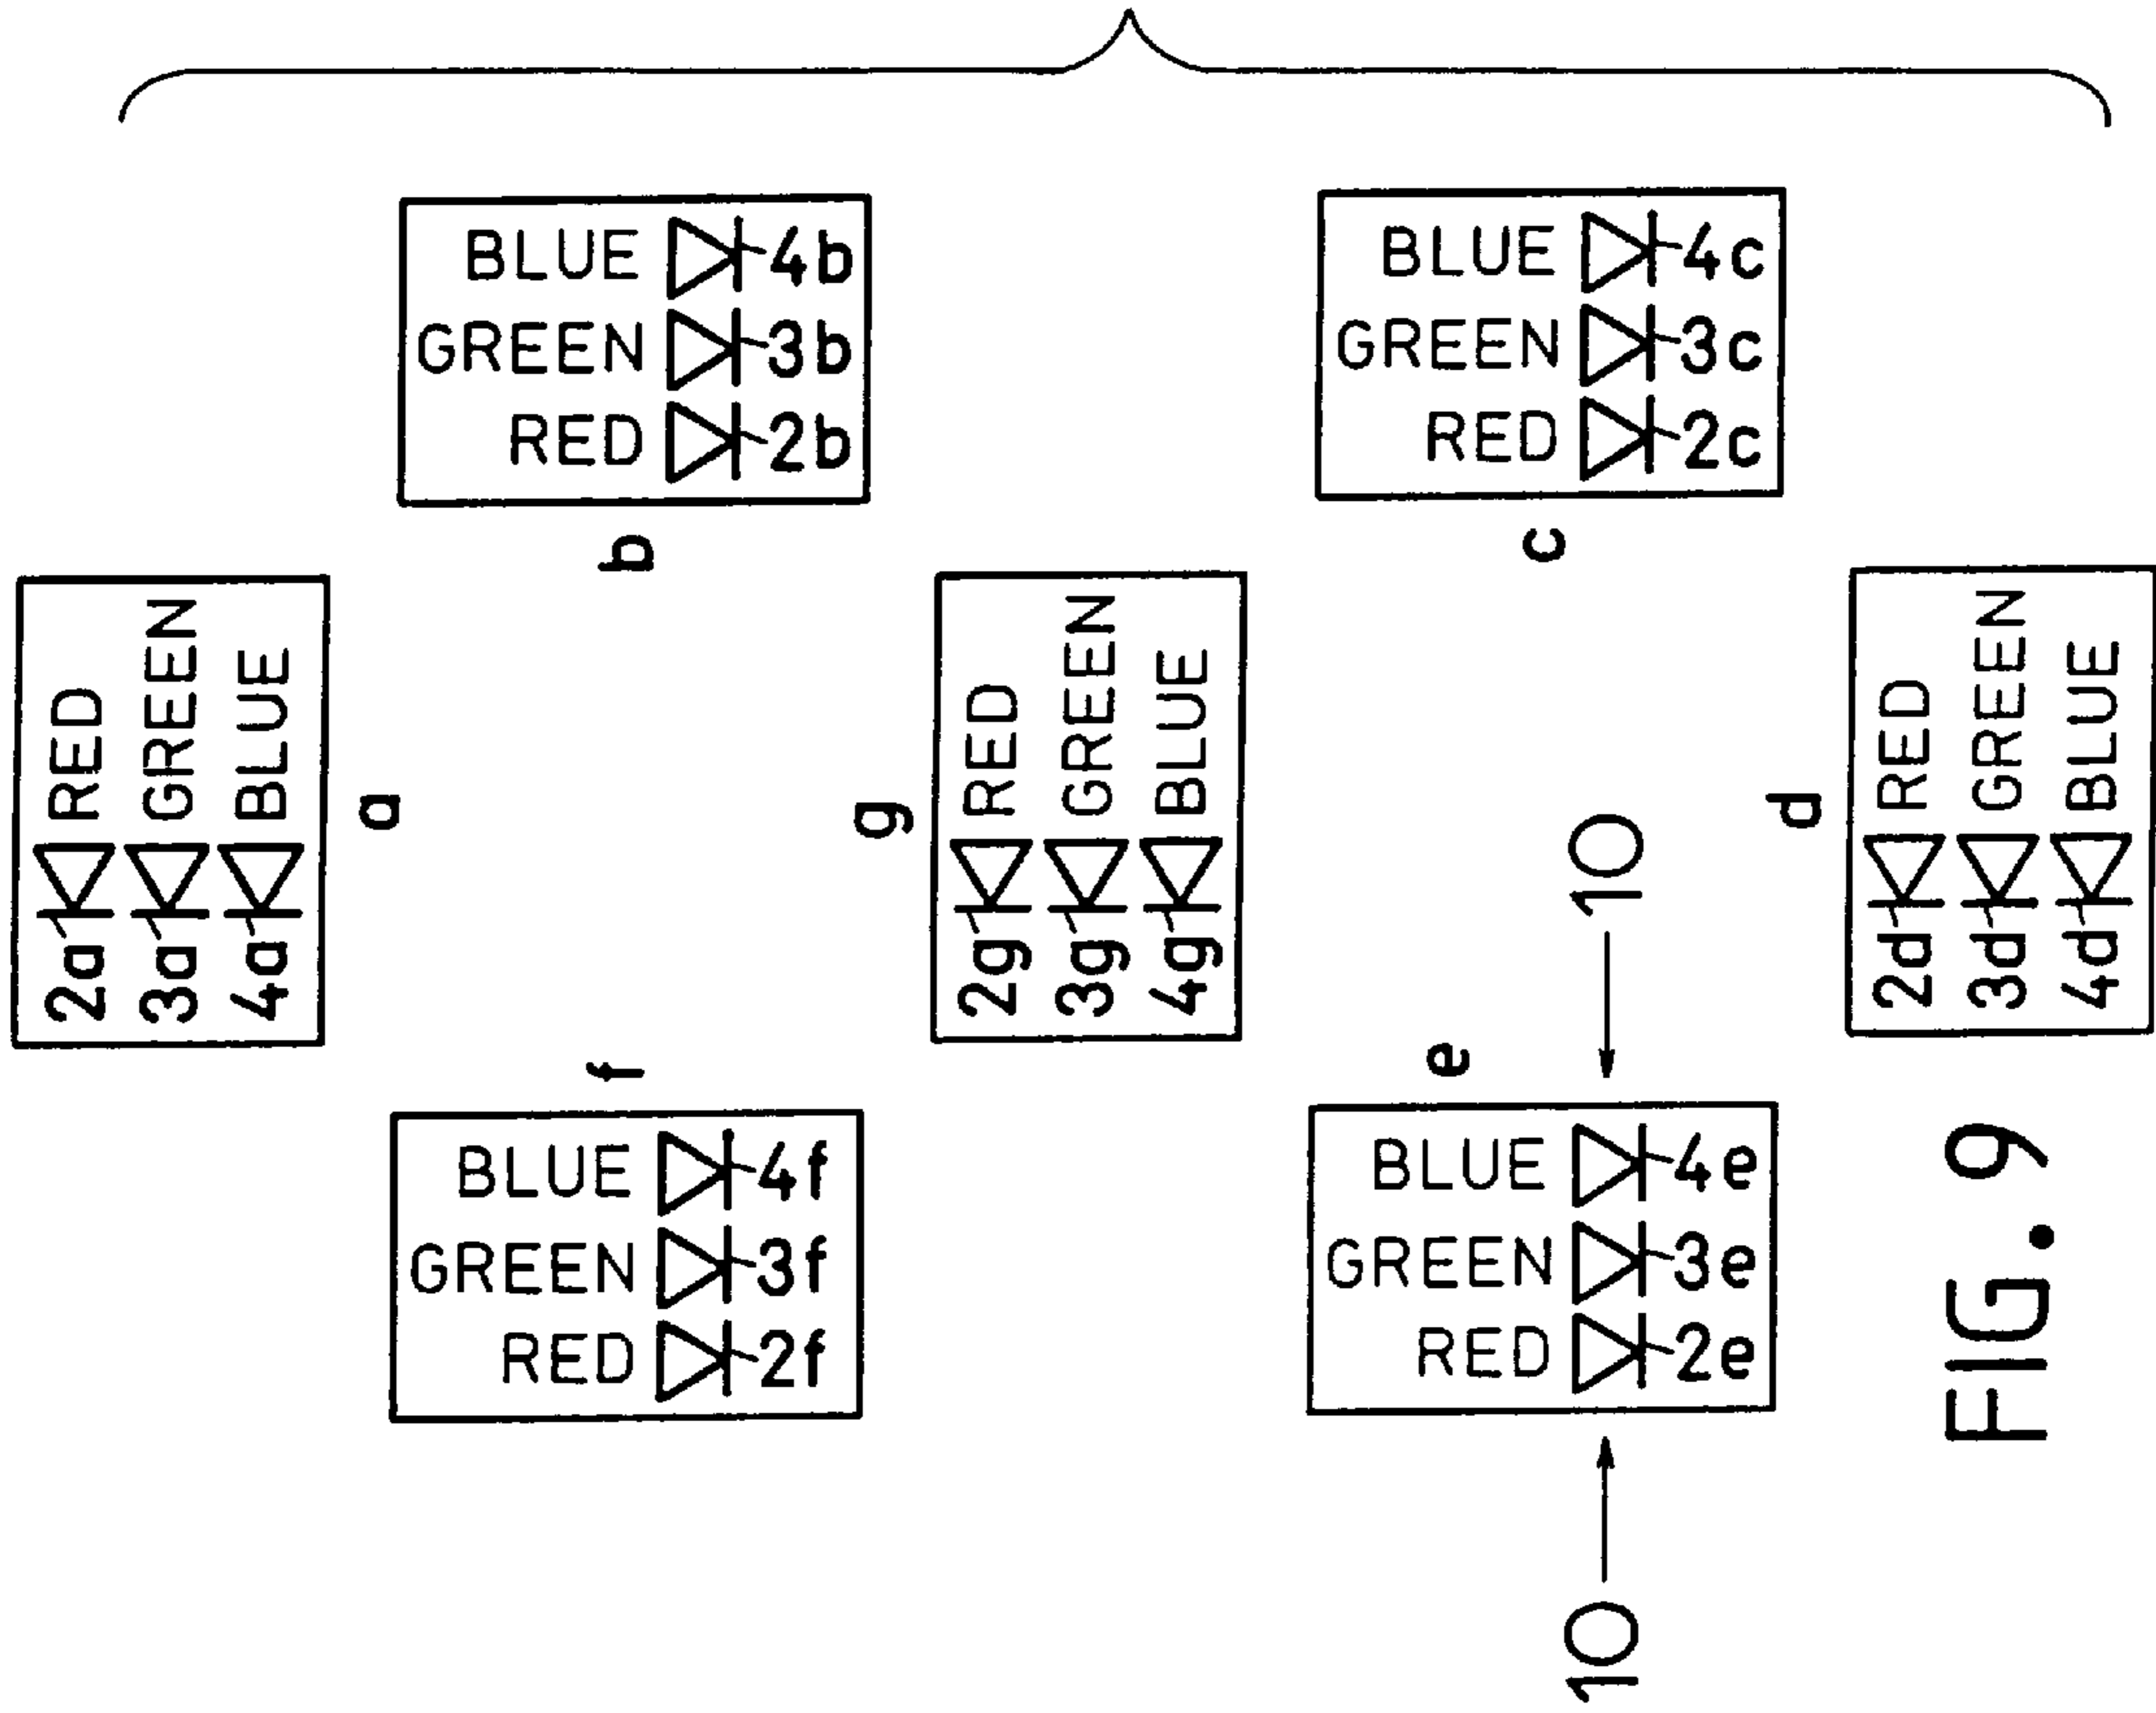 2a RED
3a GREEN
4a BLUE
a
f
BLUE 4f
GREEN 3f
RED 2f
b
BLUE 4b
GREEN 3b
RED 2b
g
2g RED
3g GREEN
4g BLUE
e
BLUE 4e
GREEN 3e
RED 2e
10
10
c
BLUE 4c
GREEN 3c
RED 2c
d
2d RED
3d GREEN
4d BLUE
FIG. 9